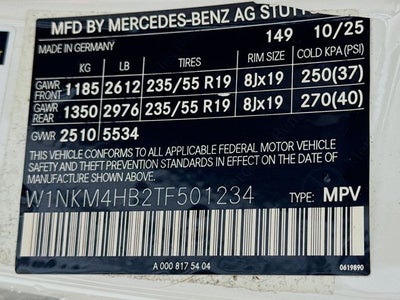 MFD BY MERCEDES-BENZ AG STUTT
MADE IN GERMANY 149 10/25
KG LB TIRES RIM SIZE COLD KPA (PSI)
GAWR FRONT 1185 2612 235/55 R19 8Jx19 250(37)
GAWR REAR 1350 2976 235/55 R19 8Jx19 270(40)
GVWR 2510 5534
THIS VEHICLE CONFORMS TO ALL APPLICABLE FEDERAL MOTOR VEHICLE
SAFETY AND THEFT PREVENTION STANDARDS IN EFFECT ON THE DATE OF
MANUFACTURE SHOWN ABOVE.
W1NKM4HB2TF501234 TYPE: MPV
A 000 817 54 04 0619890